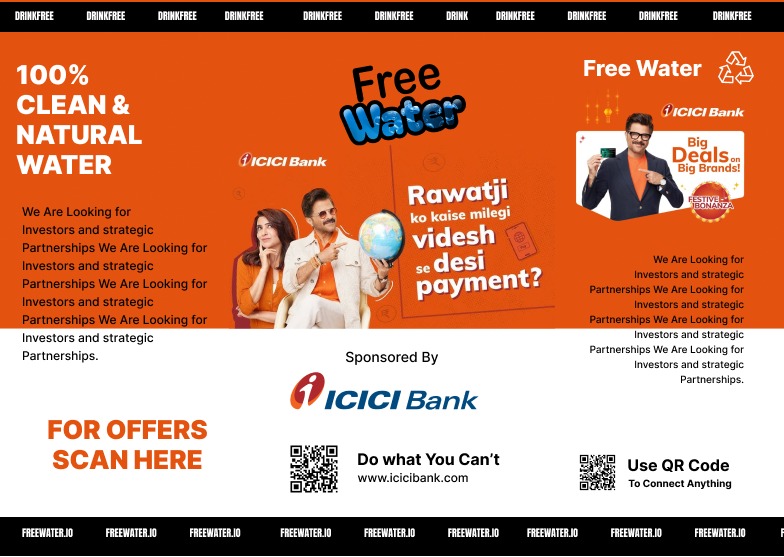 DRINKFREE DRINKFREE DRINKFREE DRINKFREE DRINKFREE DRINKFREE DRINK DRINKFREE DRINKFREE DRINKFREE DRINKFREE
100%
CLEAN &
NATURAL
WATER
We Are Looking for
Investors and strategic
Partnerships We Are Looking for
Investors and strategic
Partnerships We Are Looking for
Investors and strategic
Partnerships We Are Looking for
Investors and strategic
Partnerships.
FOR OFFERS
SCAN HERE
Free
Water
ICICI Bank
Rawatji
ko kaise milegi
videsh
se desi
payment?
Sponsored By
ICICI Bank
Do what You Can't
www.icicibank.com
Free Water
ICICI Bank
Big
Deals on
Big Brands!
FESTIVE
BONANZA
We Are Looking for
Investors and strategic
Partnerships We Are Looking for
Investors and strategic
Partnerships We Are Looking for
Investors and strategic
Partnerships We Are Looking for
Investors and strategic
Partnerships.
Use QR Code
To Connect Anything
FREEWATER.IO FREEWATER.IO FREEWATER.IO FREEWATER.IO FREEWATER.IO FREEWATER.IO FREEWATER.IO FREEWATER.IO FREEWATER.IO